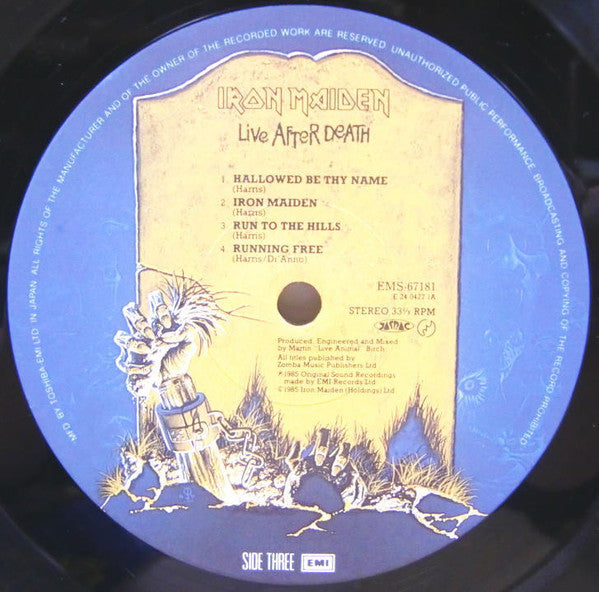 MFD. BY TOSHIBA-EMI LTD. IN JAPAN. ALL RIGHTS OF THE MANUFACTURER AND OF THE OWNER OF THE RECORDED WORK ARE RESERVED. UNAUTHORIZED PUBLIC PERFORMANCE, BROADCASTING AND COPYING OF THE RECORD PROHIBITED.
IRON MAIDEN
Live After Death
1. HALLOWED BE THY NAME
(Harris)
2. IRON MAIDEN
(Harris)
3. RUN TO THE HILLS
(Harris)
4. RUNNING FREE
(Harris/Di Anno)
EMS-67181
E 24 0422 1A
STEREO 33⅓ RPM
JASRAC
Produced, Engineered and Mixed
by Martin "Live Animal" Birch
All titles published by
Zomba Music Publishers Ltd
℗ 1985 Original Sound Recordings
made by EMI Records Ltd
© 1985 Iron Maiden (Holdings) Ltd
SIDE THREE EMI